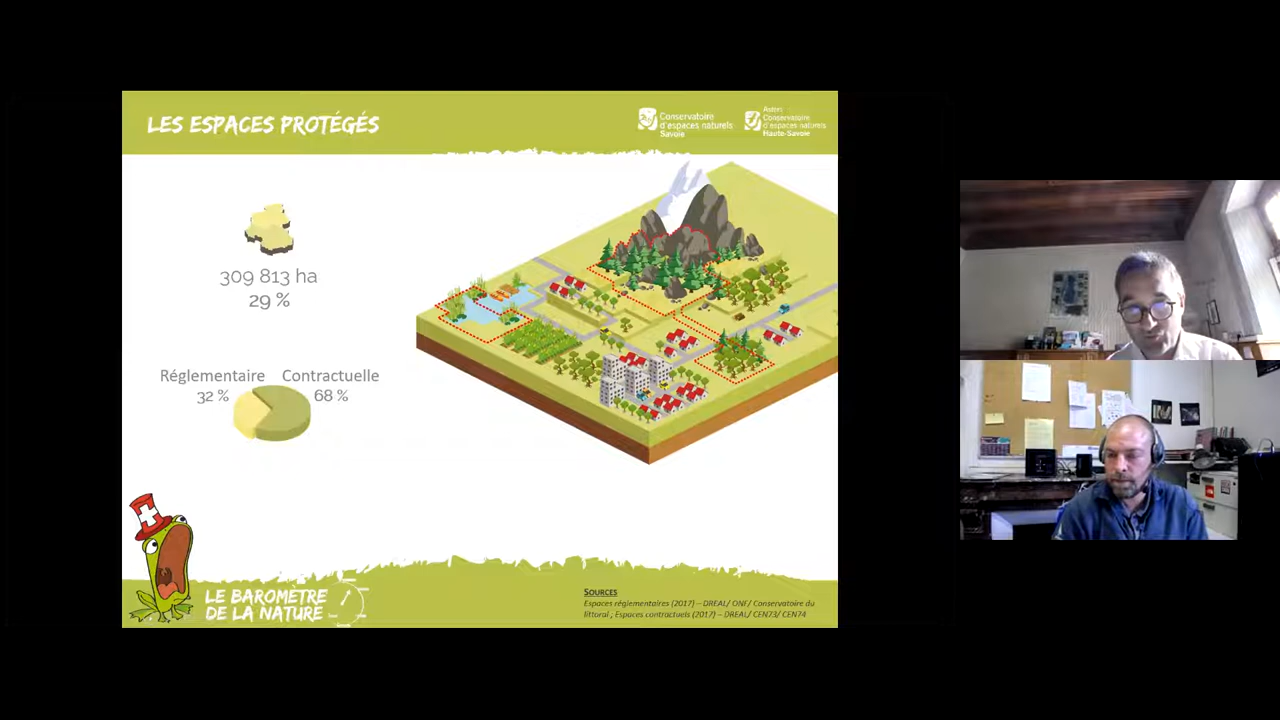 LES ESPACES PROTÉGÉS
Conservatoire
d'espaces naturels
Savoie
Asters
Conservatoire
d'espaces naturels
Haute-Savoie
309 813 ha
29 %
Réglementaire Contractuelle
32 % 68 %
LE BAROMÈTRE
DE LA NATURE
SOURCES
Espaces réglementaires (2017) – DREAL/ ONF/ Conservatoire du
littoral ; Espaces contractuels (2017) – DREAL/ CEN73/ CEN74